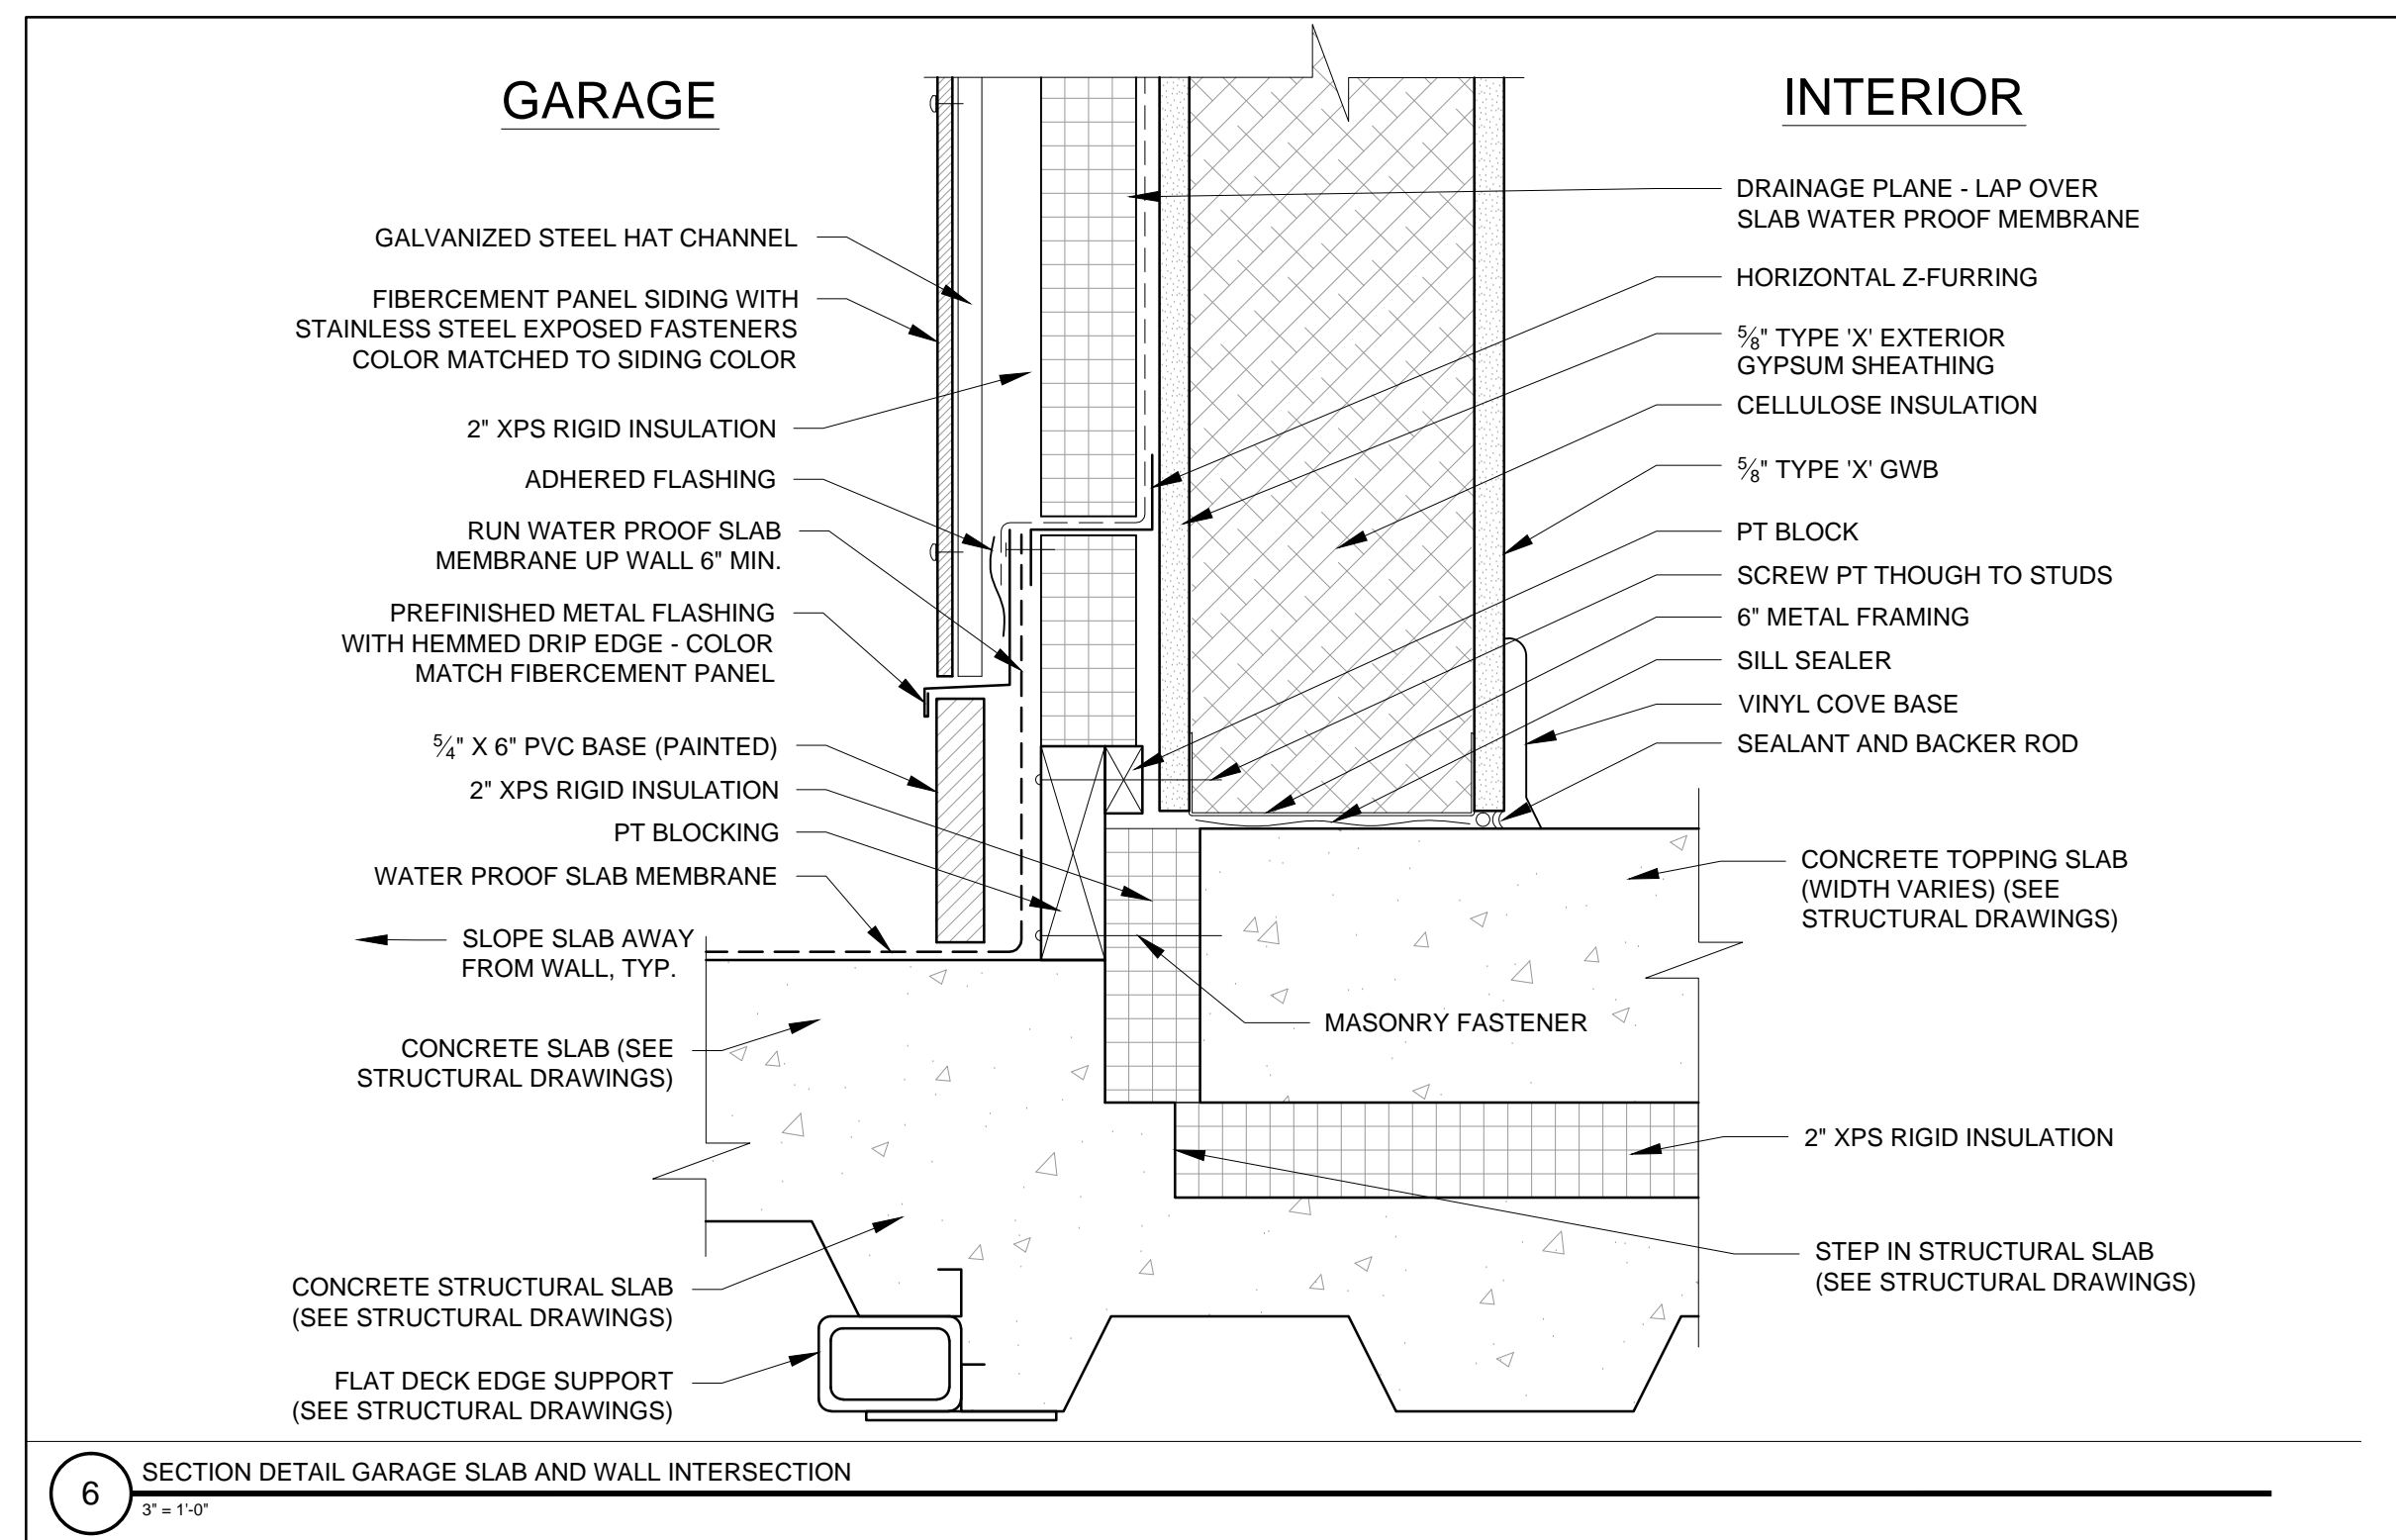 GARAGE
GALVANIZED STEEL HAT CHANNEL
FIBERCEMENT PANEL SIDING WITH
STAINLESS STEEL EXPOSED FASTENERS
COLOR MATCHED TO SIDING COLOR
2" XPS RIGID INSULATION
ADHERED FLASHING
RUN WATER PROOF SLAB
MEMBRANE UP WALL 6" MIN.
PREFINISHED METAL FLASHING
WITH HEMMED DRIP EDGE - COLOR
MATCH FIBERCEMENT PANEL
5/4" X 6" PVC BASE (PAINTED)
2" XPS RIGID INSULATION
PT BLOCKING
WATER PROOF SLAB MEMBRANE
SLOPE SLAB AWAY
FROM WALL, TYP.
CONCRETE SLAB (SEE
STRUCTURAL DRAWINGS)
CONCRETE STRUCTURAL SLAB
(SEE STRUCTURAL DRAWINGS)
FLAT DECK EDGE SUPPORT
(SEE STRUCTURAL DRAWINGS)
INTERIOR
DRAINAGE PLANE - LAP OVER
SLAB WATER PROOF MEMBRANE
HORIZONTAL Z-FURRING
5/8" TYPE 'X' EXTERIOR
GYPSUM SHEATHING
CELLULOSE INSULATION
5/8" TYPE 'X' GWB
PT BLOCK
SCREW PT THOUGH TO STUDS
6" METAL FRAMING
SILL SEALER
VINYL COVE BASE
SEALANT AND BACKER ROD
CONCRETE TOPPING SLAB
(WIDTH VARIES) (SEE
STRUCTURAL DRAWINGS)
MASONRY FASTENER
2" XPS RIGID INSULATION
STEP IN STRUCTURAL SLAB
(SEE STRUCTURAL DRAWINGS)
6
SECTION DETAIL GARAGE SLAB AND WALL INTERSECTION
3" = 1'-0"